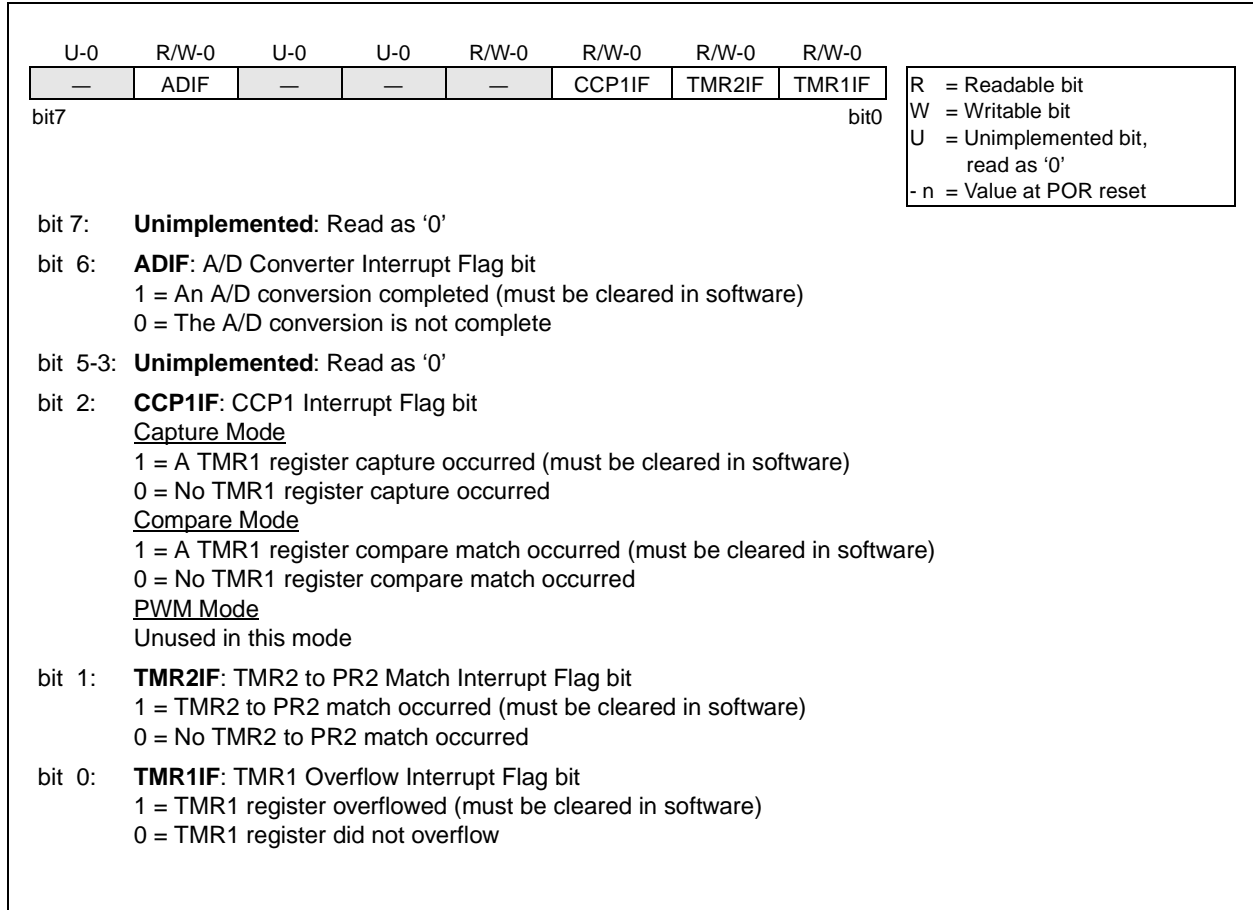 U-0 R/W-0 U-0 U-0 R/W-0 R/W-0 R/W-0 R/W-0
— ADIF — — — CCP1IF TMR2IF TMR1IF
bit7 bit0
R = Readable bit
W = Writable bit
U = Unimplemented bit,
read as ‘0’
- n = Value at POR reset
bit 7: Unimplemented: Read as ‘0’
bit 6: ADIF: A/D Converter Interrupt Flag bit
1 = An A/D conversion completed (must be cleared in software)
0 = The A/D conversion is not complete
bit 5-3: Unimplemented: Read as ‘0’
bit 2: CCP1IF: CCP1 Interrupt Flag bit
Capture Mode
1 = A TMR1 register capture occurred (must be cleared in software)
0 = No TMR1 register capture occurred
Compare Mode
1 = A TMR1 register compare match occurred (must be cleared in software)
0 = No TMR1 register compare match occurred
PWM Mode
Unused in this mode
bit 1: TMR2IF: TMR2 to PR2 Match Interrupt Flag bit
1 = TMR2 to PR2 match occurred (must be cleared in software)
0 = No TMR2 to PR2 match occurred
bit 0: TMR1IF: TMR1 Overflow Interrupt Flag bit
1 = TMR1 register overflowed (must be cleared in software)
0 = TMR1 register did not overflow